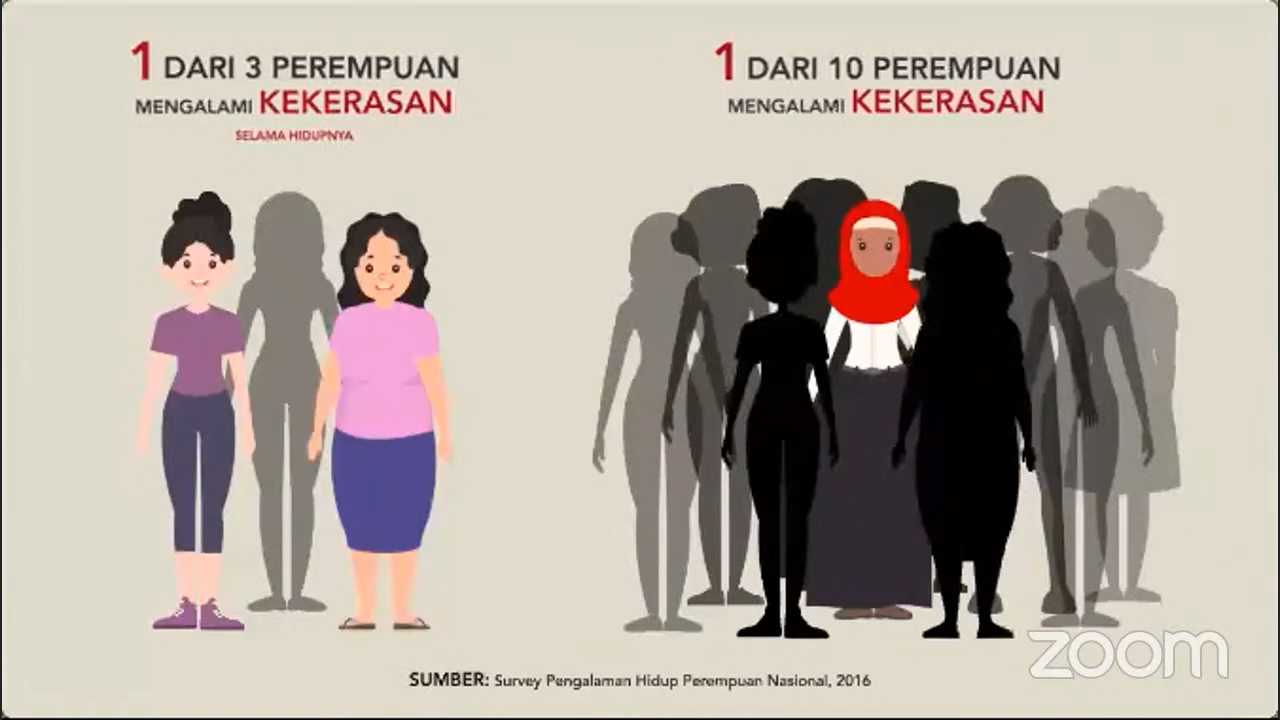 1 DARI 3 PEREMPUAN
MENGALAMI KEKERASAN
SELAMA HIDUPNYA
1 DARI 10 PEREMPUAN
MENGALAMI KEKERASAN
SUMBER: Survey Pengalaman Hidup Perempuan Nasional, 2016
zoom